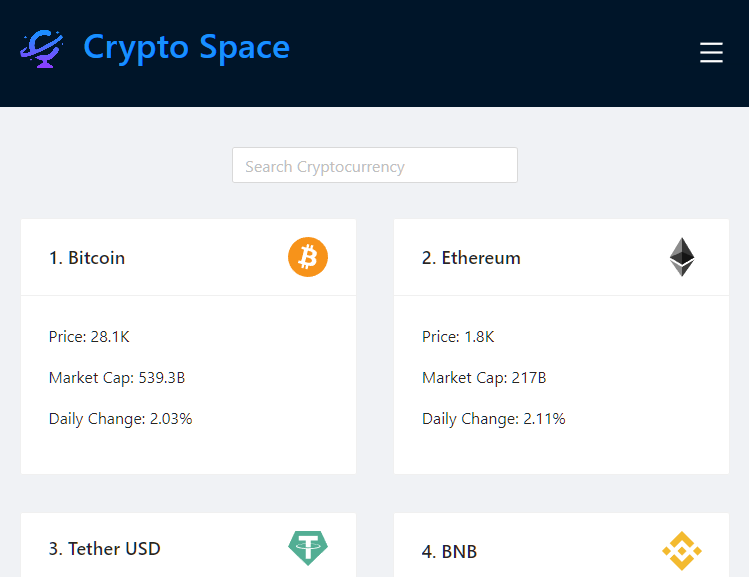 Crypto Space
Search Cryptocurrency
1. Bitcoin
Price: 28.1K
Market Cap: 539.3B
Daily Change: 2.03%
2. Ethereum
Price: 1.8K
Market Cap: 217B
Daily Change: 2.11%
3. Tether USD
4. BNB